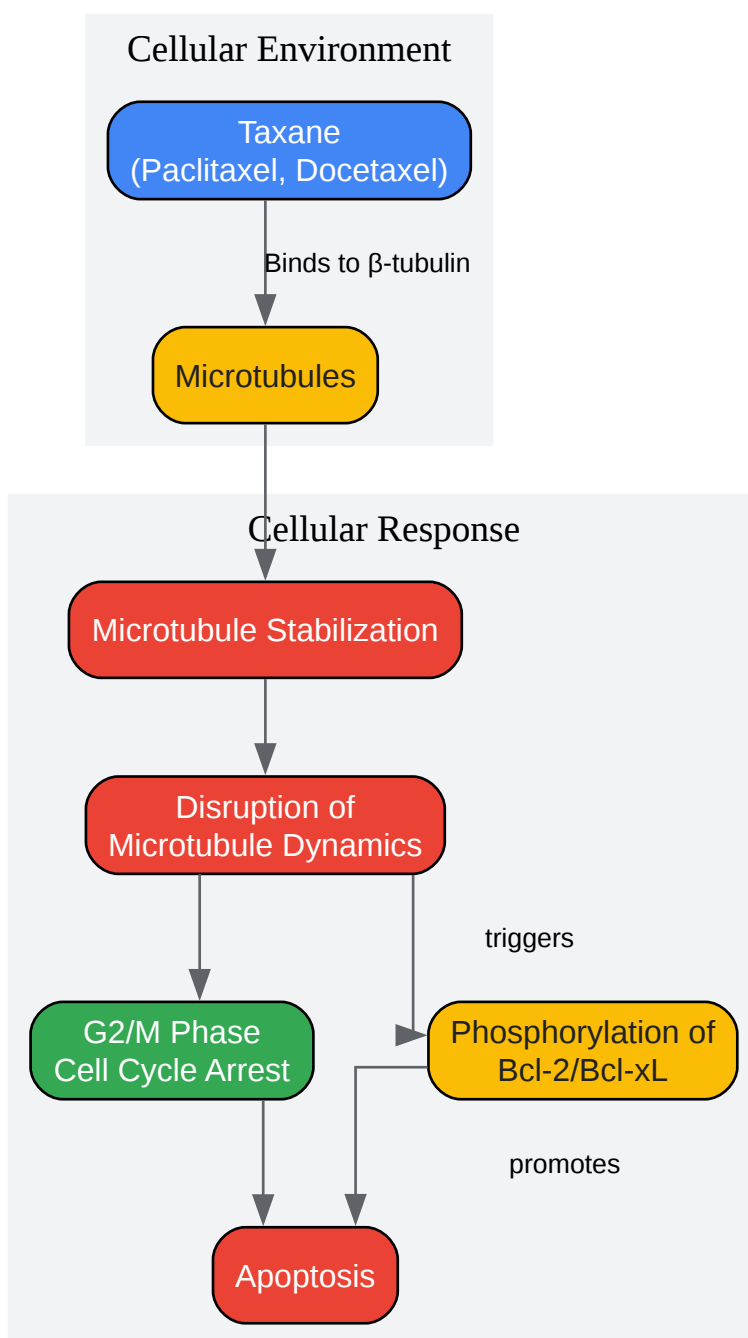 Cellular Environment
Taxane
(Paclitaxel, Docetaxel)
Binds to β-tubulin
Microtubules
Cellular Response
Microtubule Stabilization
Disruption of
Microtubule Dynamics
triggers
G2/M Phase
Cell Cycle Arrest
Phosphorylation of
Bcl-2/Bcl-xL
promotes
Apoptosis